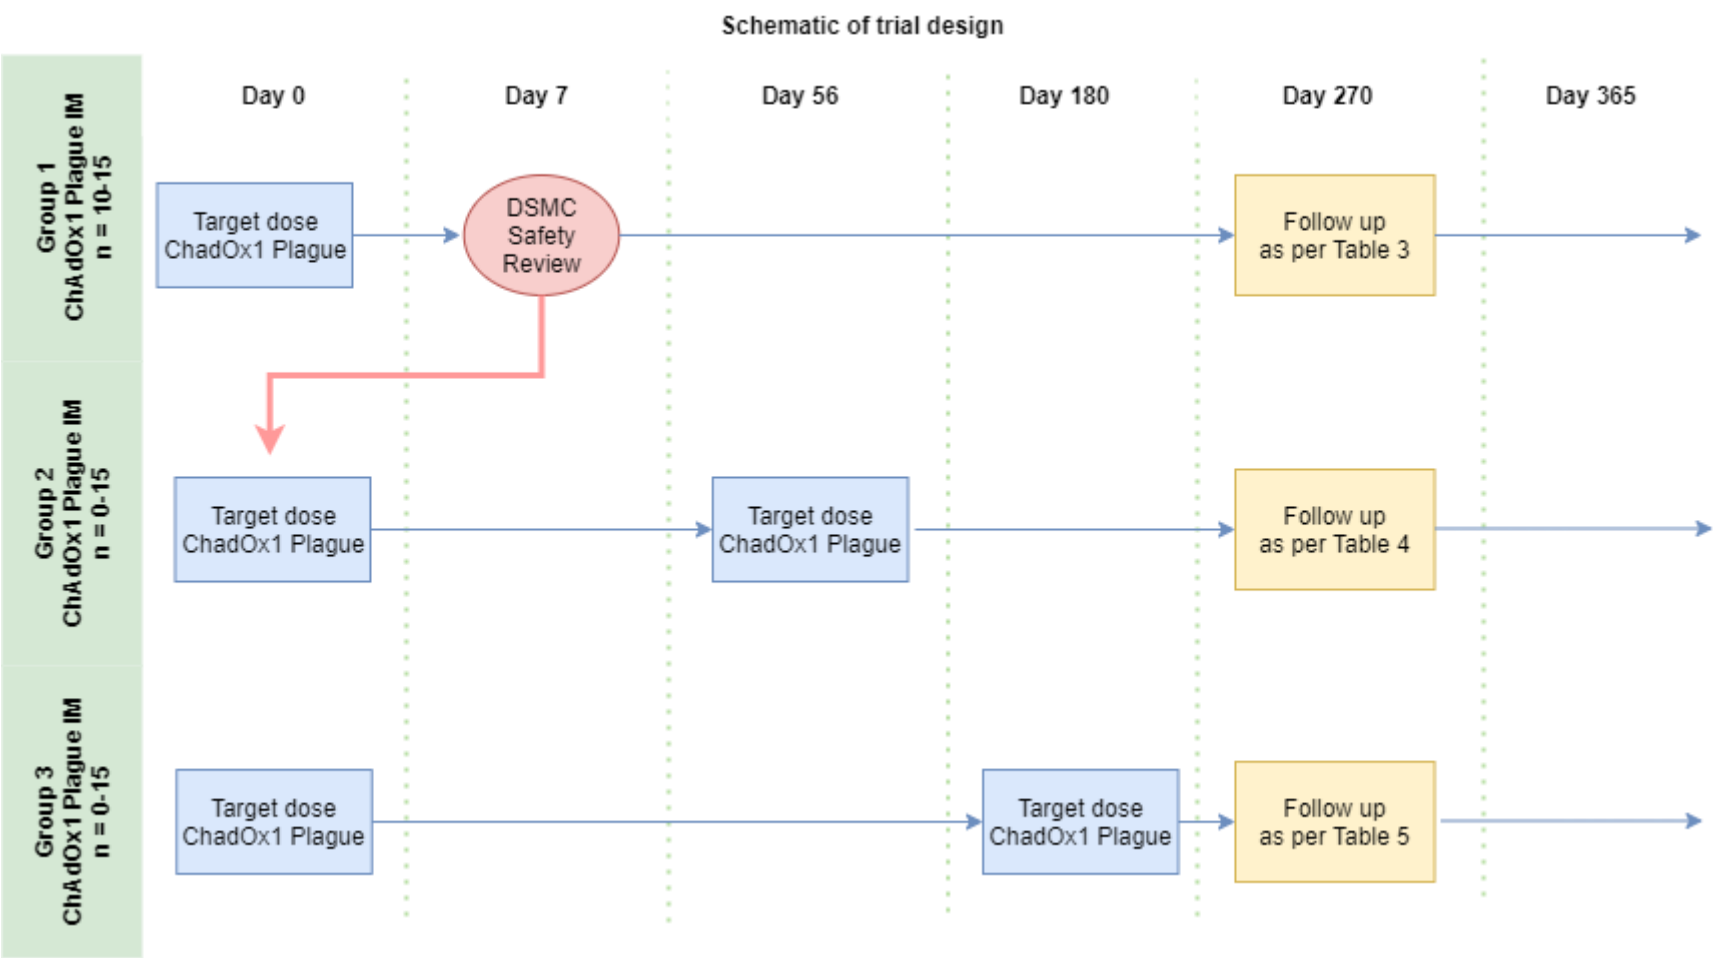 Schematic of trial design
Day 0
Day 7
Day 56
Day 180
Day 270
Day 365
Group 1
ChAdOx1 Plague IM
n = 10-15
Target dose
ChadOx1 Plague
DSMC
Safety
Review
Follow up
as per Table 3
Group 2
ChAdOx1 Plague IM
n = 0-15
Target dose
ChadOx1 Plague
Target dose
ChadOx1 Plague
Follow up
as per Table 4
Group 3
ChAdOx1 Plague IM
n = 0-15
Target dose
ChadOx1 Plague
Target dose
ChadOx1 Plague
Follow up
as per Table 5